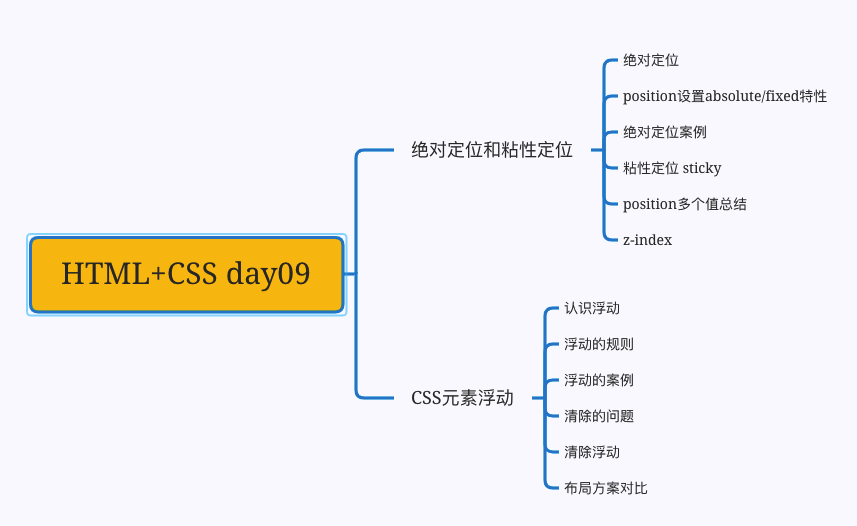 HTML+CSS day09
绝对定位和粘性定位
绝对定位
position设置absolute/fixed特性
绝对定位案例
粘性定位 sticky
position多个值总结
z-index
CSS元素浮动
认识浮动
浮动的规则
浮动的案例
清除的问题
清除浮动
布局方案对比